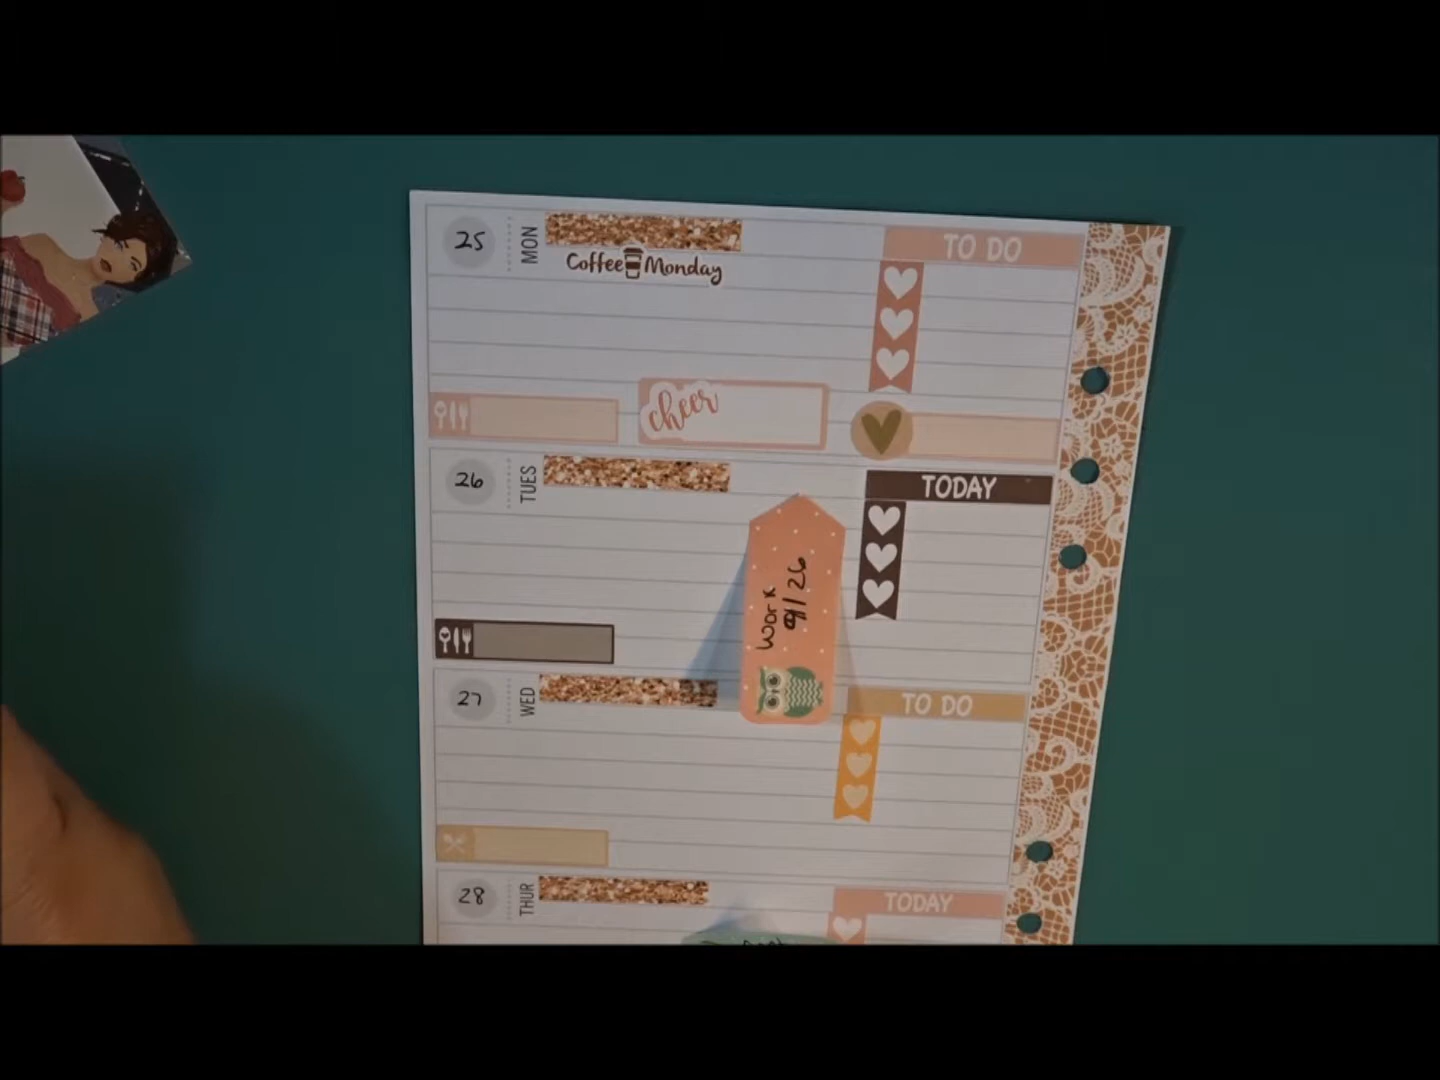 25 MON
TO DO
Coffee Monday
cheer
26 TUES
TODAY
Work
9/26
27 WED
TO DO
28 THUR
TODAY